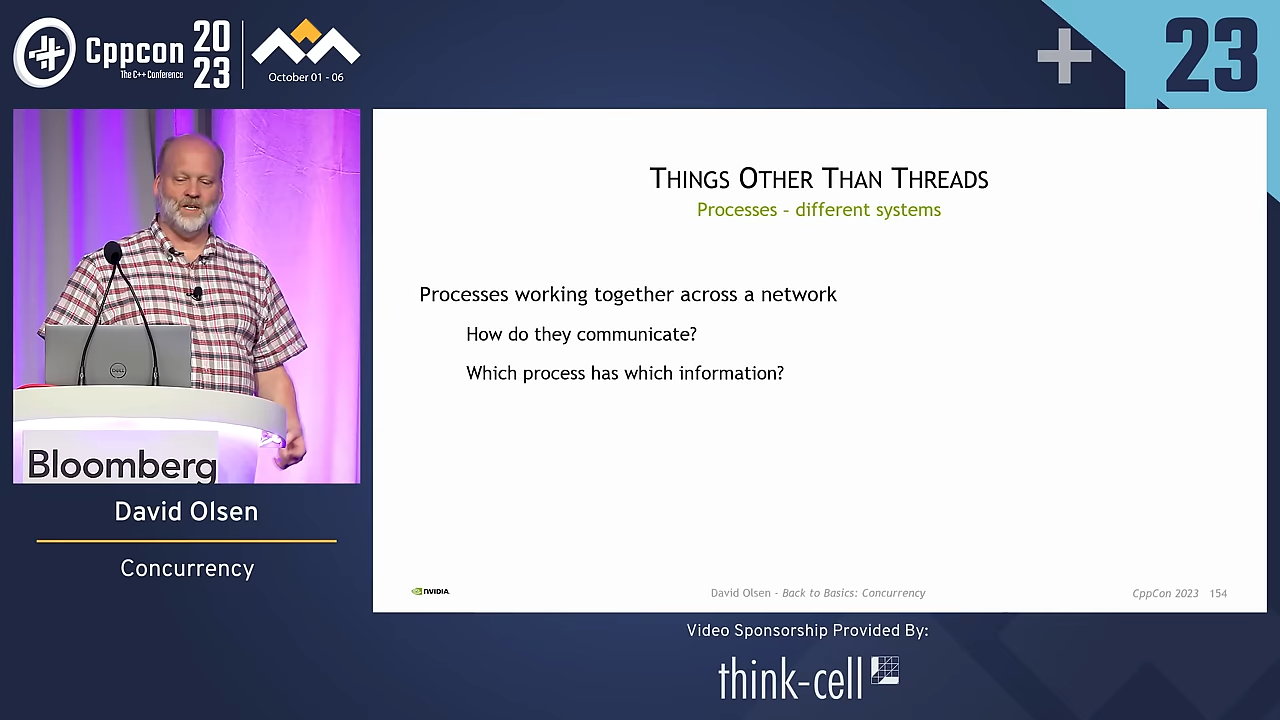 Cppcon
The C++ Conference
20
23
October 01 - 06
23
THINGS OTHER THAN THREADS
Processes - different systems
Processes working together across a network
How do they communicate?
Which process has which information?
NVIDIA.
David Olsen - Back to Basics: Concurrency
CppCon 2023 154
DELL
Bloomberg
David Olsen
Concurrency
Video Sponsorship Provided By:
think-cell